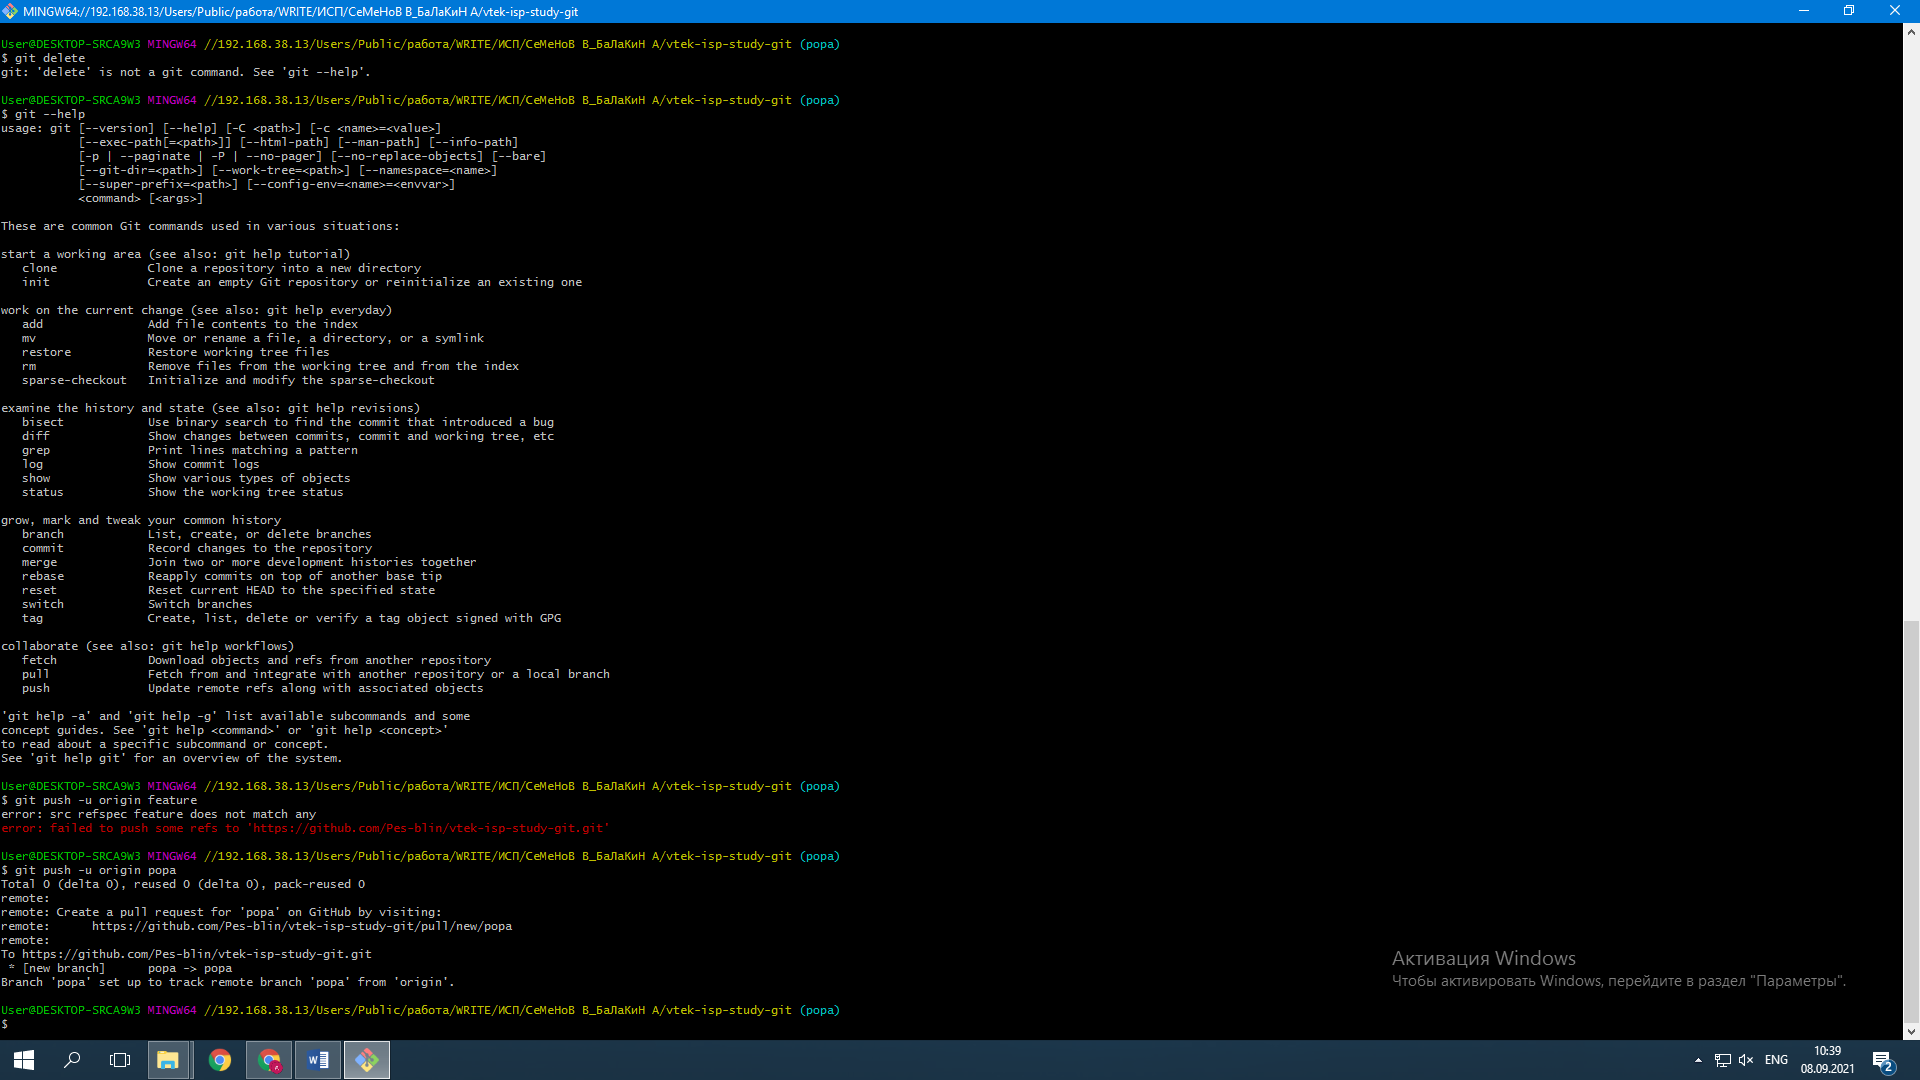 MINGW64://192.168.38.13/Users/Public/работа/WRITE/ИСП/СеМеНоВ В_БаЛаКиН А/vtek-isp-study-git
User@DESKTOP-SRCA9W3 MINGW64 //192.168.38.13/Users/Public/работа/WRITE/ИСП/СеМеНоВ В_БаЛаКиН А/vtek-isp-study-git (popa)
$ git delete
git: 'delete' is not a git command. See 'git --help'.
User@DESKTOP-SRCA9W3 MINGW64 //192.168.38.13/Users/Public/работа/WRITE/ИСП/СеМеНоВ В_БаЛаКиН А/vtek-isp-study-git (popa)
$ git --help
usage: git [--version] [--help] [-C <path>] [-c <name>=<value>]
[--exec-path[=<path>]] [--html-path] [--man-path] [--info-path]
[-p | --paginate | -P | --no-pager] [--no-replace-objects] [--bare]
[--git-dir=<path>] [--work-tree=<path>] [--namespace=<name>]
[--super-prefix=<path>] [--config-env=<name>=<envvar>]
<command> [<args>]
These are common Git commands used in various situations:
start a working area (see also: git help tutorial)
clone Clone a repository into a new directory
init Create an empty Git repository or reinitialize an existing one
work on the current change (see also: git help everyday)
add Add file contents to the index
mv Move or rename a file, a directory, or a symlink
restore Restore working tree files
rm Remove files from the working tree and from the index
sparse-checkout Initialize and modify the sparse-checkout
examine the history and state (see also: git help revisions)
bisect Use binary search to find the commit that introduced a bug
diff Show changes between commits, commit and working tree, etc
grep Print lines matching a pattern
log Show commit logs
show Show various types of objects
status Show the working tree status
grow, mark and tweak your common history
branch List, create, or delete branches
commit Record changes to the repository
merge Join two or more development histories together
rebase Reapply commits on top of another base tip
reset Reset current HEAD to the specified state
switch Switch branches
tag Create, list, delete or verify a tag object signed with GPG
collaborate (see also: git help workflows)
fetch Download objects and refs from another repository
pull Fetch from and integrate with another repository or a local branch
push Update remote refs along with associated objects
'git help -a' and 'git help -g' list available subcommands and some
concept guides. See 'git help <command>' or 'git help <concept>'
to read about a specific subcommand or concept.
See 'git help git' for an overview of the system.
User@DESKTOP-SRCA9W3 MINGW64 //192.168.38.13/Users/Public/работа/WRITE/ИСП/СеМеНоВ В_БаЛаКиН А/vtek-isp-study-git (popa)
$ git push -u origin feature
error: src refspec feature does not match any
error: failed to push some refs to 'https://github.com/Pes-blin/vtek-isp-study-git.git'
User@DESKTOP-SRCA9W3 MINGW64 //192.168.38.13/Users/Public/работа/WRITE/ИСП/СеМеНоВ В_БаЛаКиН А/vtek-isp-study-git (popa)
$ git push -u origin popa
Total 0 (delta 0), reused 0 (delta 0), pack-reused 0
remote:
remote: Create a pull request for 'popa' on GitHub by visiting:
remote: https://github.com/Pes-blin/vtek-isp-study-git/pull/new/popa
remote:
To https://github.com/Pes-blin/vtek-isp-study-git.git
* [new branch] popa -> popa
Branch 'popa' set up to track remote branch 'popa' from 'origin'.
User@DESKTOP-SRCA9W3 MINGW64 //192.168.38.13/Users/Public/работа/WRITE/ИСП/СеМеНоВ В_БаЛаКиН А/vtek-isp-study-git (popa)
$
Активация Windows
Чтобы активировать Windows, перейдите в раздел "Параметры".
ENG
10:39
08.09.2021
2